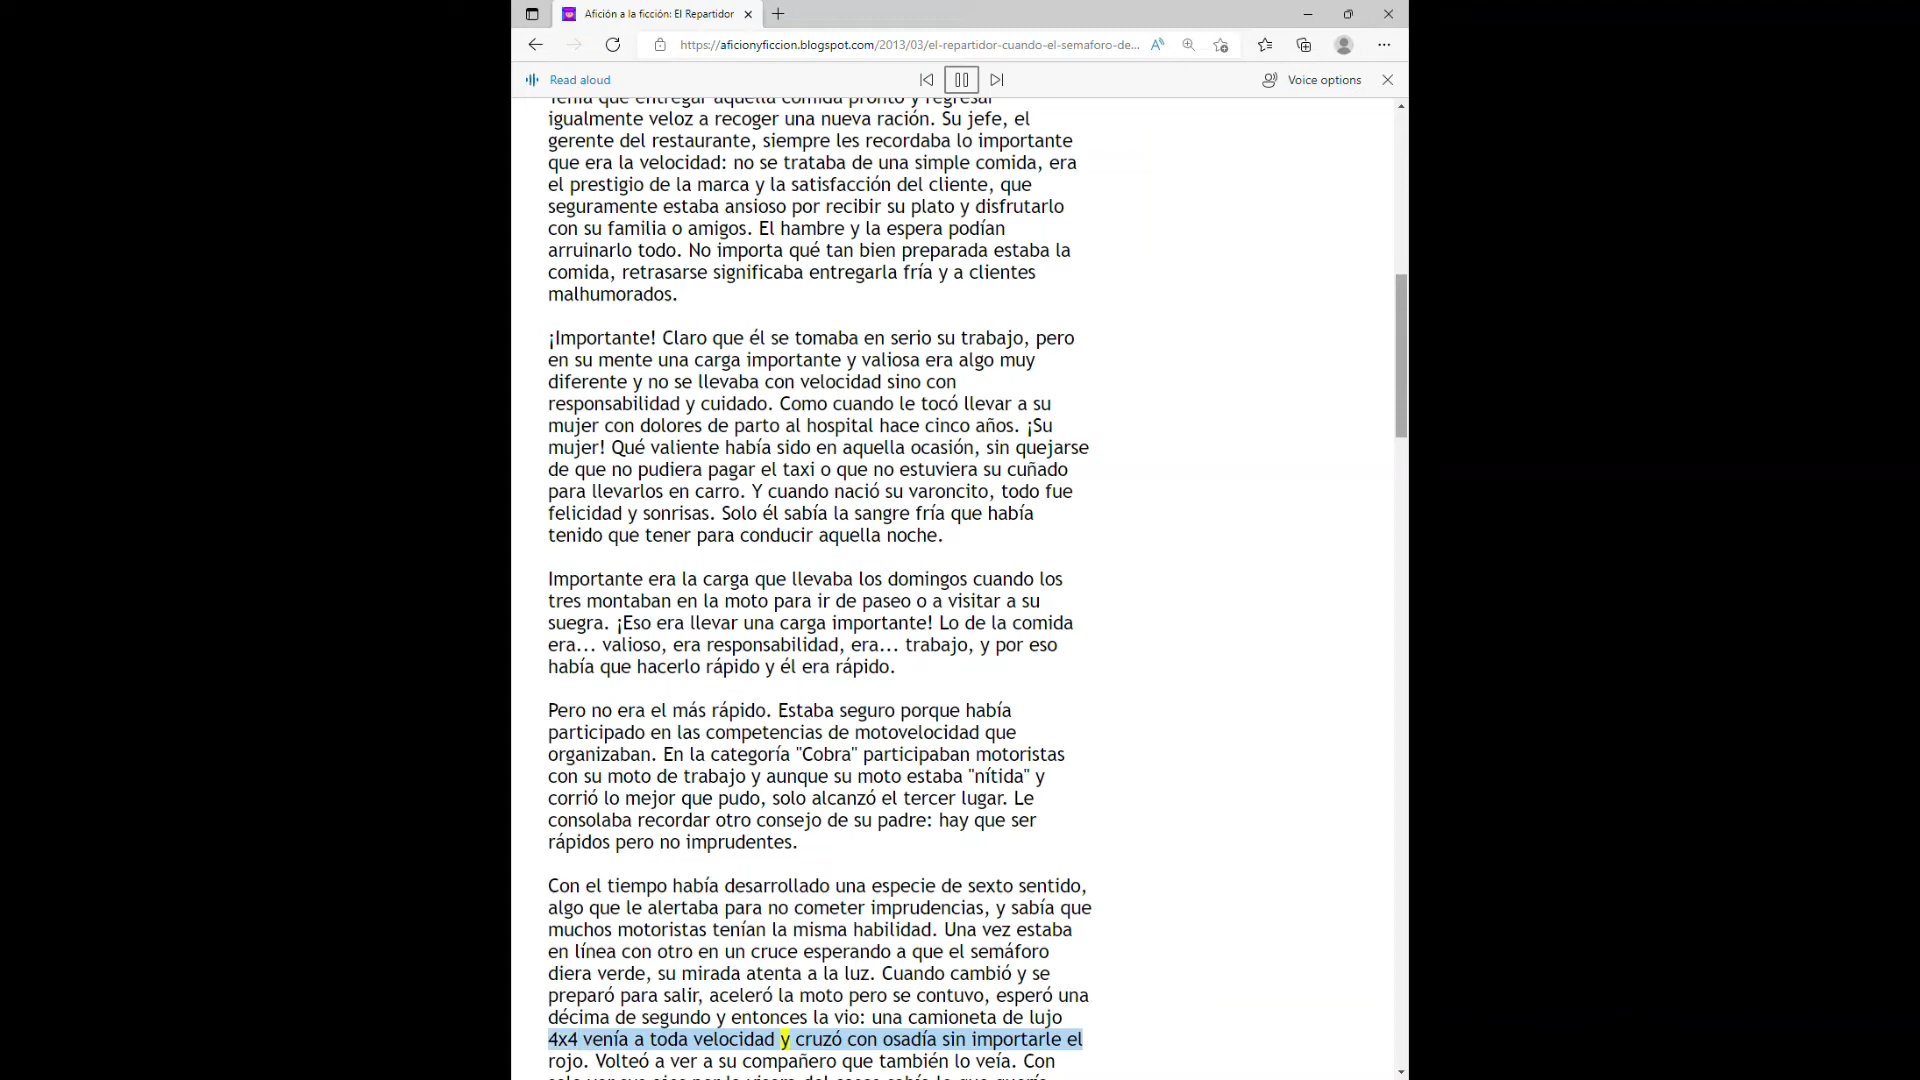 Afición a la ficción: El Repartidor
https://aficionyficcion.blogspot.com/2013/03/el-repartidor-cuando-el-semaforo-de...
Read aloud
Voice options
Tenía que entregar aquella comida pronto y regresar
igualmente veloz a recoger una nueva ración. Su jefe, el
gerente del restaurante, siempre les recordaba lo importante
que era la velocidad: no se trataba de una simple comida, era
el prestigio de la marca y la satisfacción del cliente, que
seguramente estaba ansioso por recibir su plato y disfrutarlo
con su familia o amigos. El hambre y la espera podían
arruinarlo todo. No importa qué tan bien preparada estaba la
comida, retrasarse significaba entregarla fría y a clientes
malhumorados.
¡Importante! Claro que él se tomaba en serio su trabajo, pero
en su mente una carga importante y valiosa era algo muy
diferente y no se llevaba con velocidad sino con
responsabilidad y cuidado. Como cuando le tocó llevar a su
mujer con dolores de parto al hospital hace cinco años. ¡Su
mujer! Qué valiente había sido en aquella ocasión, sin quejarse
de que no pudiera pagar el taxi o que no estuviera su cuñado
para llevarlos en carro. Y cuando nació su varoncito, todo fue
felicidad y sonrisas. Solo él sabía la sangre fría que había
tenido que tener para conducir aquella noche.
Importante era la carga que llevaba los domingos cuando los
tres montaban en la moto para ir de paseo o a visitar a su
suegra. ¡Eso era llevar una carga importante! Lo de la comida
era... valioso, era responsabilidad, era... trabajo, y por eso
había que hacerlo rápido y él era rápido.
Pero no era el más rápido. Estaba seguro porque había
participado en las competencias de motovelocidad que
organizaban. En la categoría "Cobra" participaban motoristas
con su moto de trabajo y aunque su moto estaba "nítida" y
corrió lo mejor que pudo, solo alcanzó el tercer lugar. Le
consolaba recordar otro consejo de su padre: hay que ser
rápidos pero no imprudentes.
Con el tiempo había desarrollado una especie de sexto sentido,
algo que le alertaba para no cometer imprudencias, y sabía que
muchos motoristas tenían la misma habilidad. Una vez estaba
en línea con otro en un cruce esperando a que el semáforo
diera verde, su mirada atenta a la luz. Cuando cambió y se
preparó para salir, aceleró la moto pero se contuvo, esperó una
décima de segundo y entonces la vio: una camioneta de lujo
4x4 venía a toda velocidad y cruzó con osadía sin importarle el
rojo. Volteó a ver a su compañero que también lo veía. Con